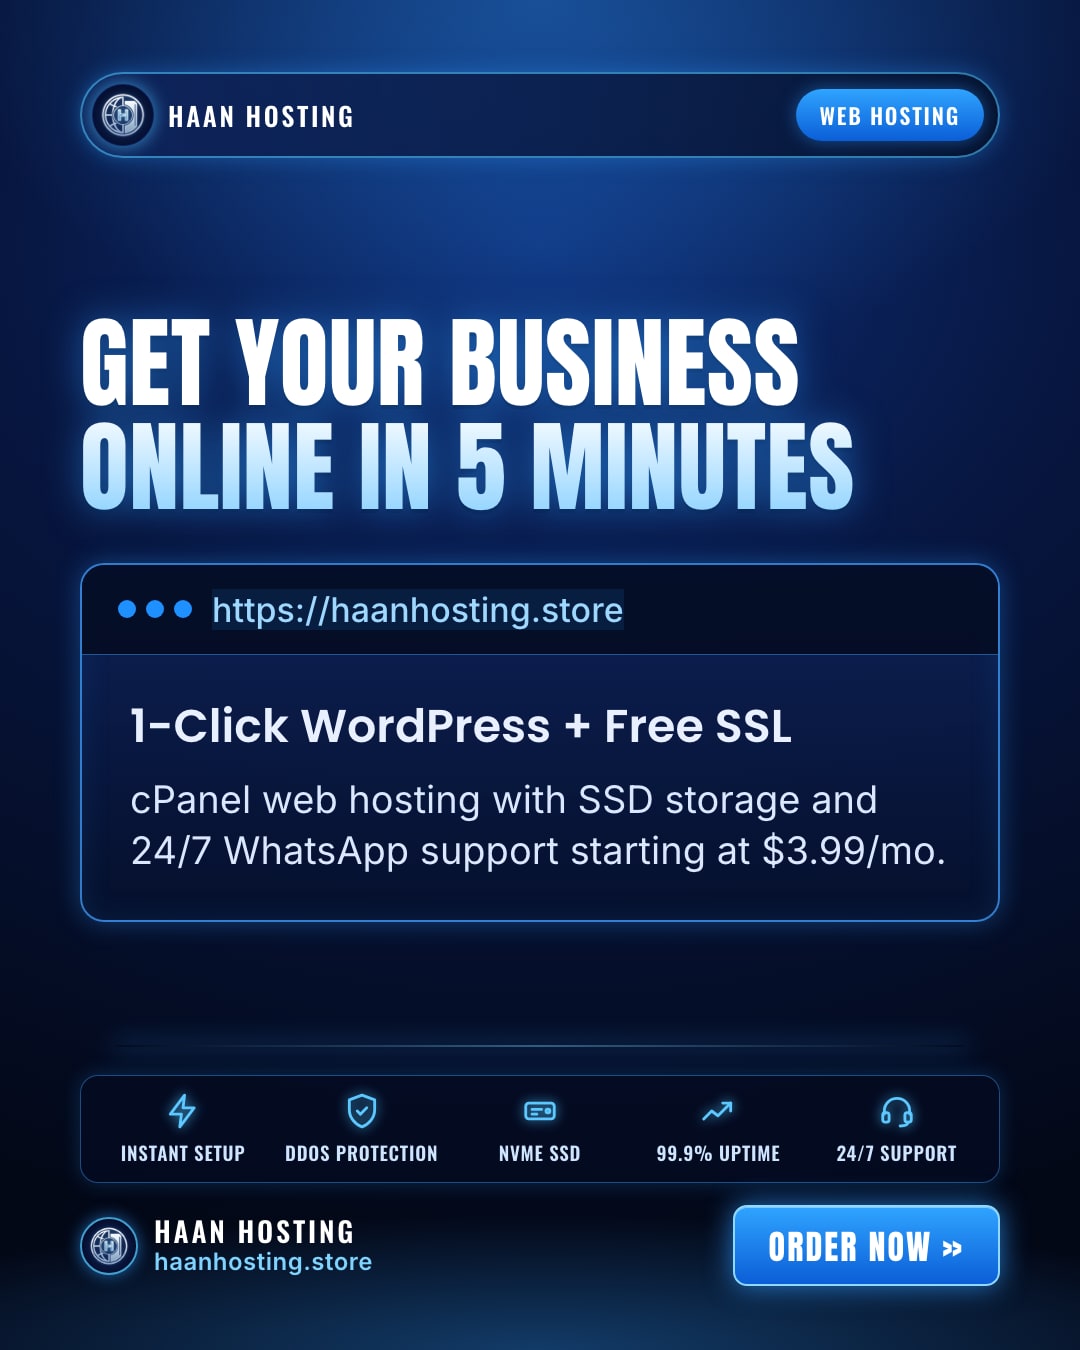 HAAN HOSTING
WEB HOSTING
GET YOUR BUSINESS
ONLINE IN 5 MINUTES
https://haanhosting.store
1-Click WordPress + Free SSL
cPanel web hosting with SSD storage and
24/7 WhatsApp support starting at $3.99/mo.
INSTANT SETUP
DDOS PROTECTION
NVME SSD
99.9% UPTIME
24/7 SUPPORT
HAAN HOSTING
haanhosting.store
ORDER NOW »